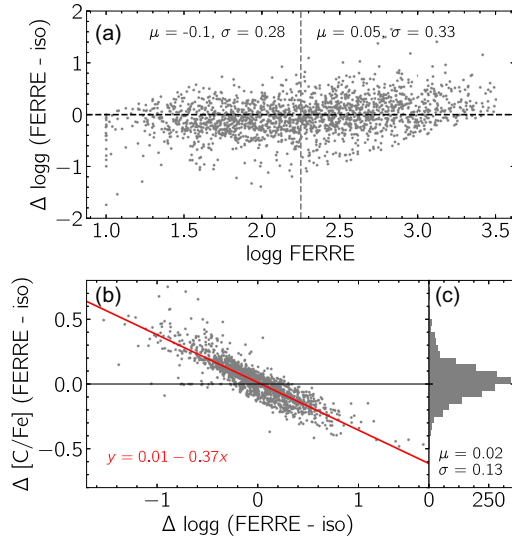 (a)
μ = -0.1, σ = 0.28
μ = 0.05, σ = 0.33
2
1
0
−1
−2
Δ logg (FERRE - iso)
1.0 1.5 2.0 2.5 3.0 3.5
logg FERRE
(b)
(c)
0.5
0.0
−0.5
Δ [C/Fe] (FERRE - iso)
y = 0.01 − 0.37x
μ = 0.02
σ = 0.13
−1 0 1
0 250
Δ logg (FERRE - iso)